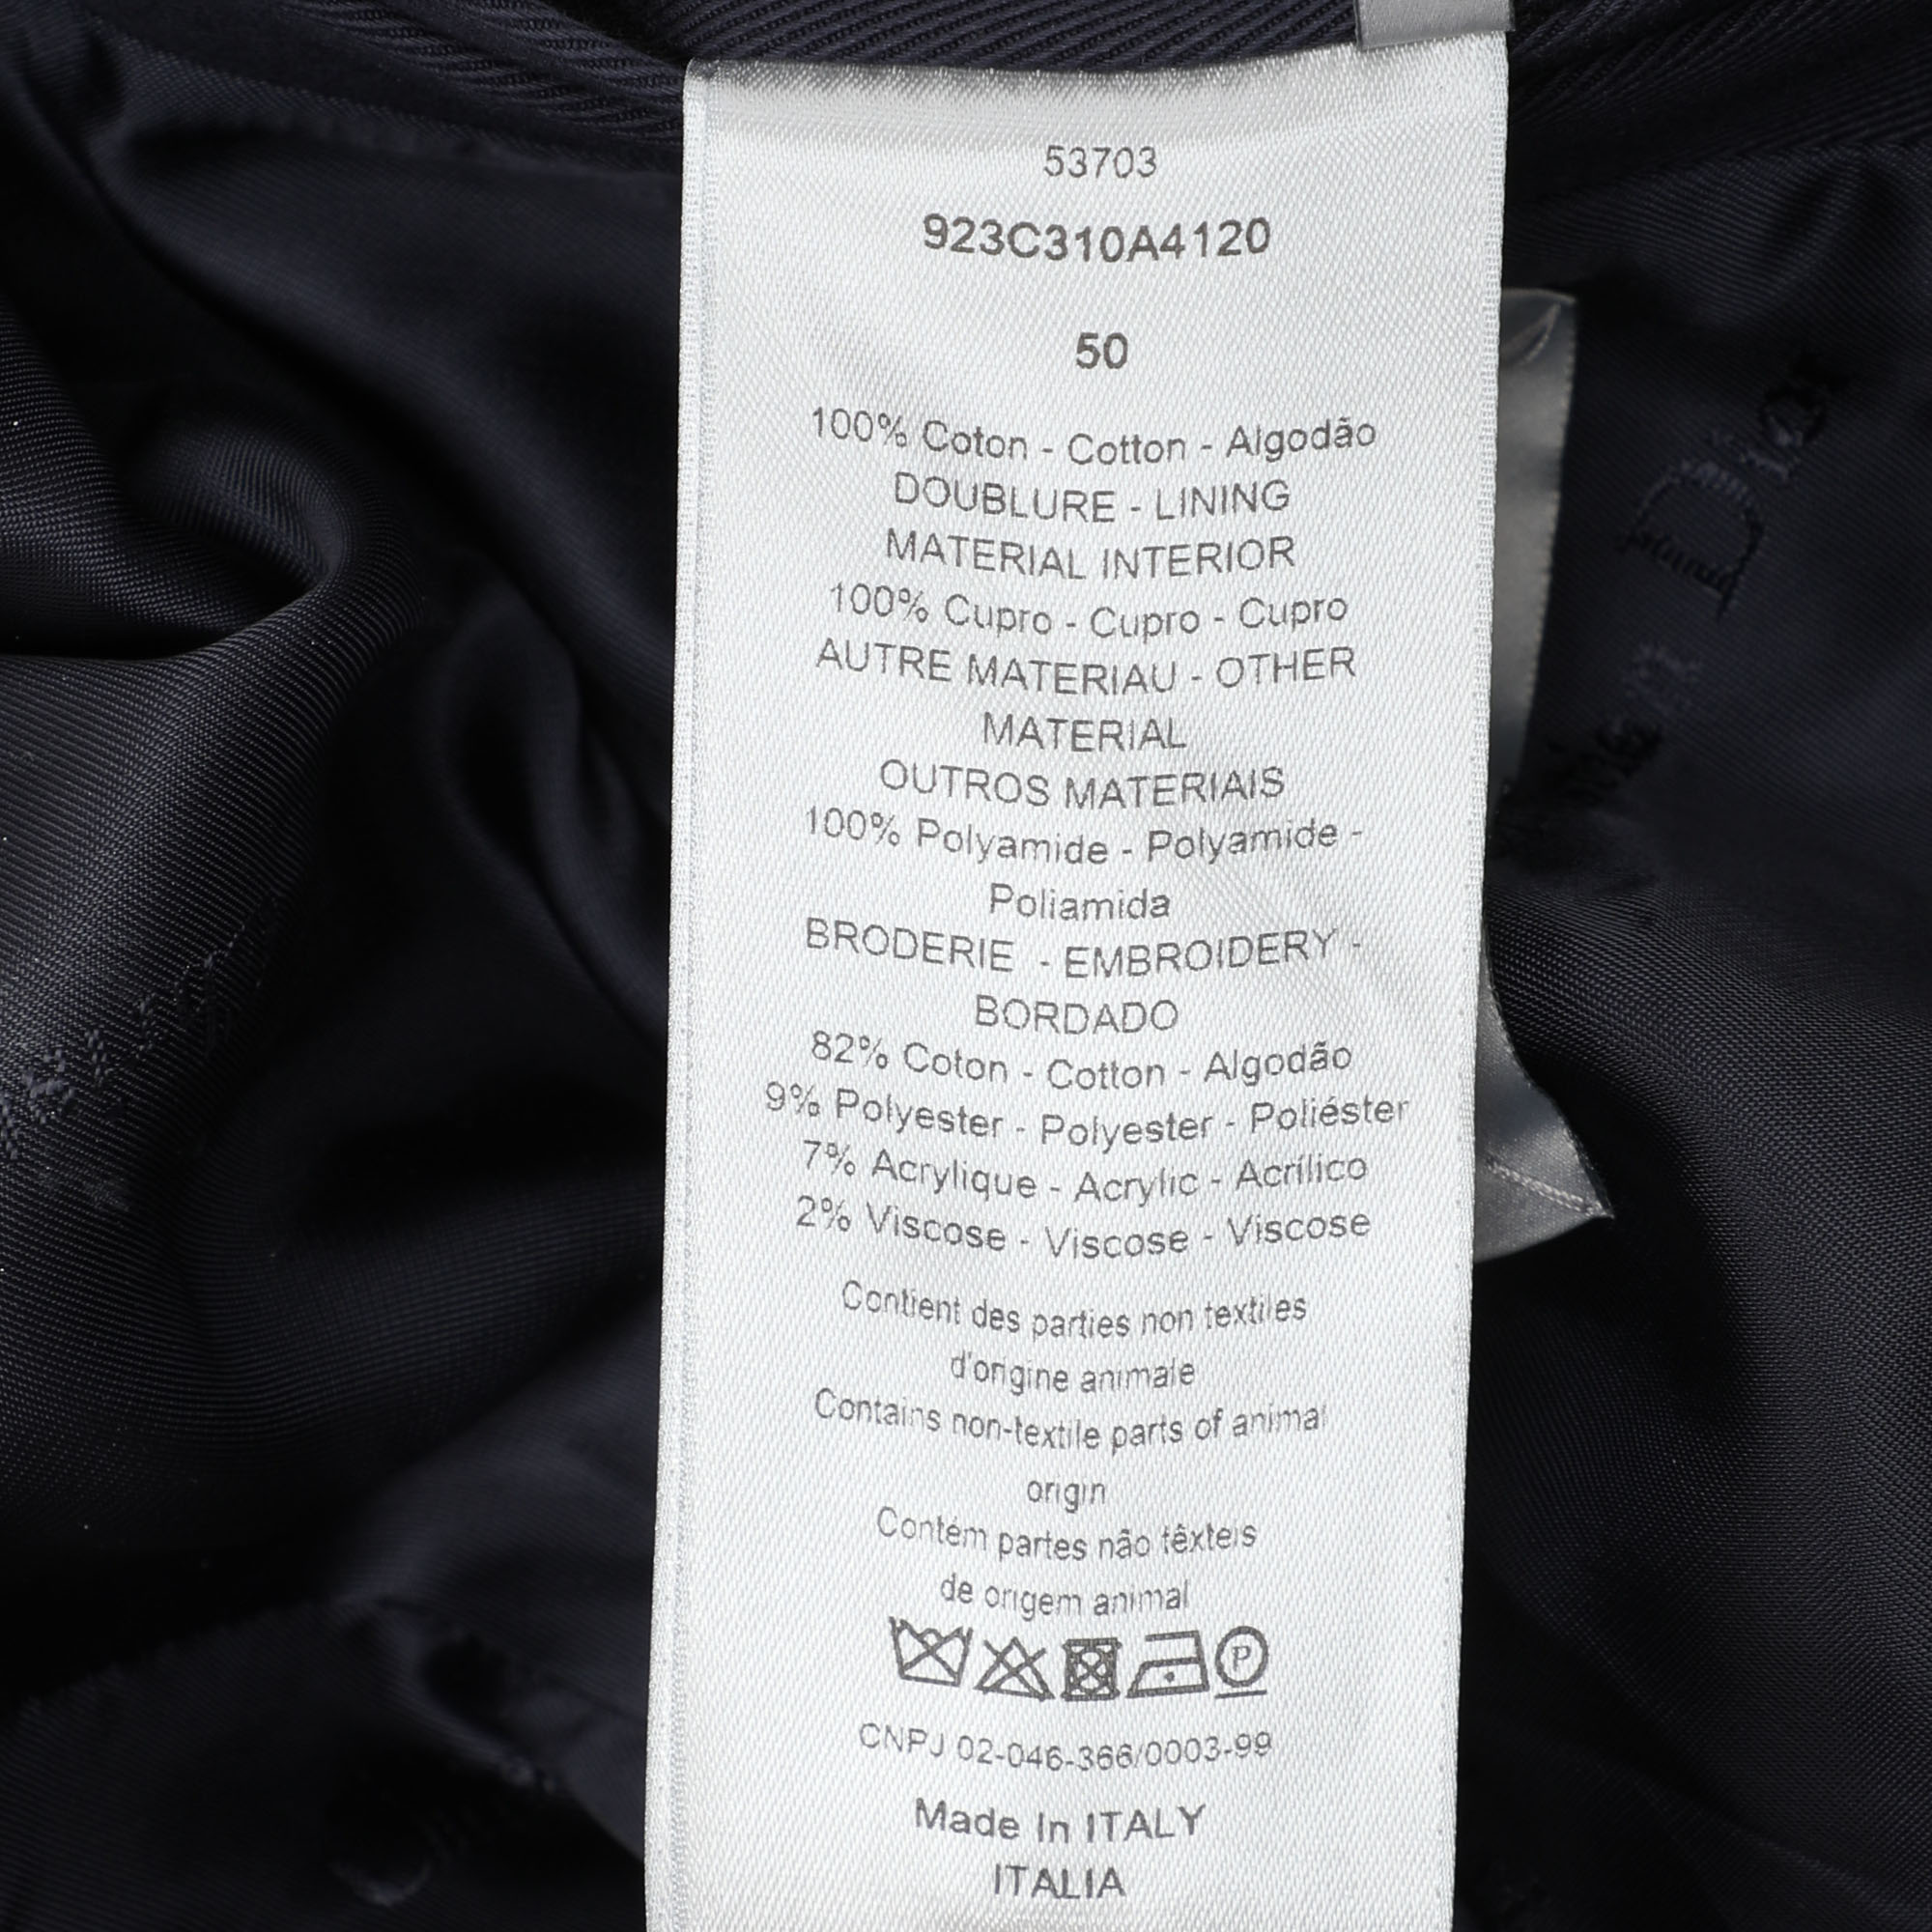 53703
923C310A4120
50
100% Coton - Cotton - Algodão
DOUBLURE - LINING
MATERIAL INTERIOR
100% Cupro - Cupro - Cupro
AUTRE MATERIAU - OTHER
MATERIAL
OUTROS MATERIAIS
100% Polyamide - Polyamide -
Poliamida
BRODERIE - EMBROIDERY -
BORDADO
82% Coton - Cotton - Algodão
9% Polyester - Polyester - Poliéster
7% Acrylique - Acrylic - Acrílico
2% Viscose - Viscose - Viscose
Contient des parties non textiles
d'origine animale
Contains non-textile parts of animal
origin
Contém partes não têxteis
de origem animal
P
CNPJ 02-046-366/0003-99
Made In ITALY
ITALIA
Dior